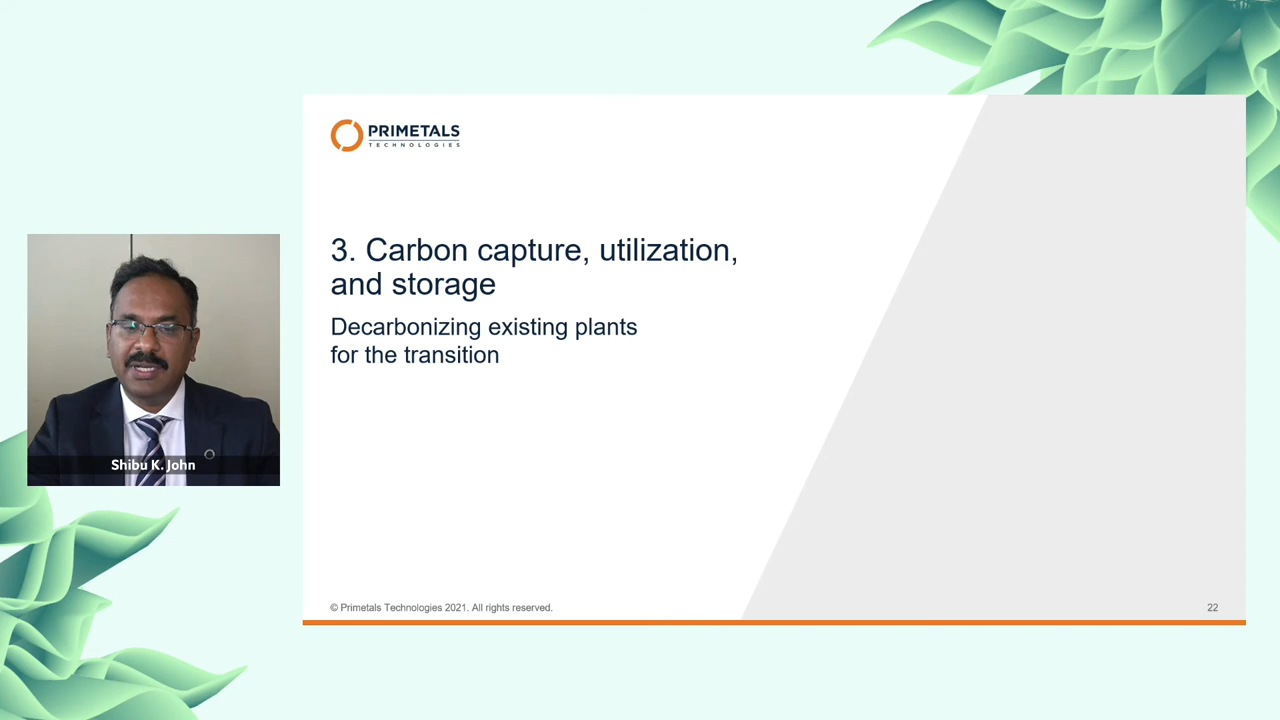 PRIMETALS
TECHNOLOGIES
3. Carbon capture, utilization,
and storage
Decarbonizing existing plants
for the transition
Shibu K. John
© Primetals Technologies 2021. All rights reserved.
22